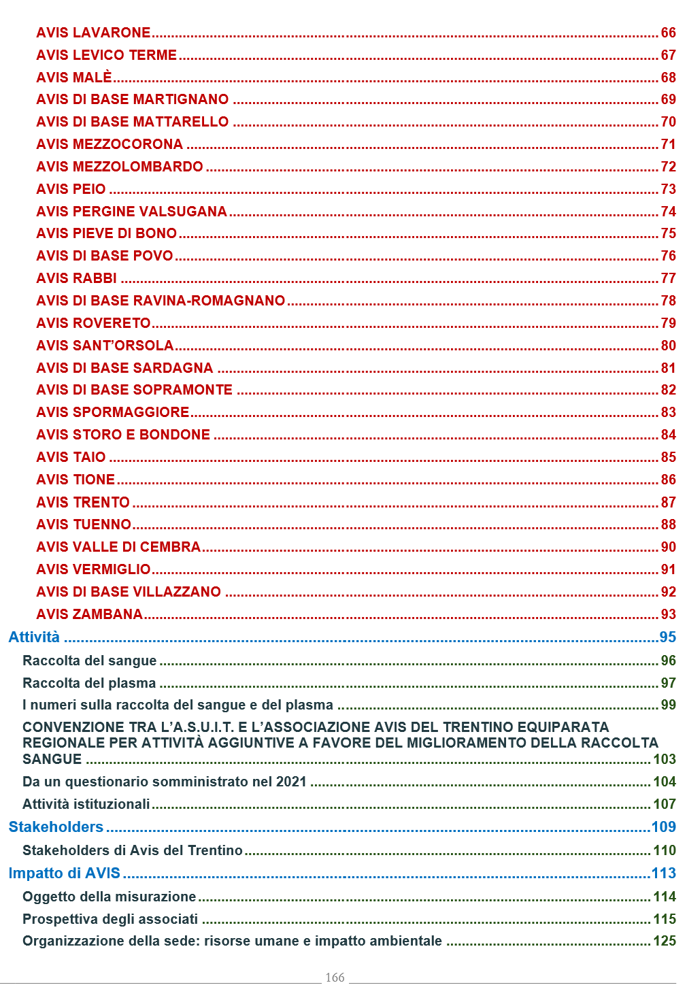 AVIS LAVARONE 66
AVIS LEVICO TERME 67
AVIS MALÈ 68
AVIS DI BASE MARTIGNANO 69
AVIS DI BASE MATTARELLO 70
AVIS MEZZOCORONA 71
AVIS MEZZOLOMBARDO 72
AVIS PEIO 73
AVIS PERGINE VALSUGANA 74
AVIS PIEVE DI BONO 75
AVIS DI BASE POVO 76
AVIS RABBI 77
AVIS DI BASE RAVINA-ROMAGNANO 78
AVIS ROVERETO 79
AVIS SANT’ORSOLA 80
AVIS DI BASE SARDAGNA 81
AVIS DI BASE SOPRAMONTE 82
AVIS SPORMAGGIORE 83
AVIS STORO E BONDONE 84
AVIS TAIO 85
AVIS TIONE 86
AVIS TRENTO 87
AVIS TUENNO 88
AVIS VALLE DI CEMBRA 90
AVIS VERMIGLIO 91
AVIS DI BASE VILLAZZANO 92
AVIS ZAMBANA 93
Attività 95
Raccolta del sangue 96
Raccolta del plasma 97
I numeri sulla raccolta del sangue e del plasma 99
CONVENZIONE TRA L’A.S.U.I.T. E L’ASSOCIAZIONE AVIS DEL TRENTINO EQUIPARATA
REGIONALE PER ATTIVITÀ AGGIUNTIVE A FAVORE DEL MIGLIORAMENTO DELLA RACCOLTA
SANGUE 103
Da un questionario somministrato nel 2021 104
Attività istituzionali 107
Stakeholders 109
Stakeholders di Avis del Trentino 110
Impatto di AVIS 113
Oggetto della misurazione 114
Prospettiva degli associati 115
Organizzazione della sede: risorse umane e impatto ambientale 125
166